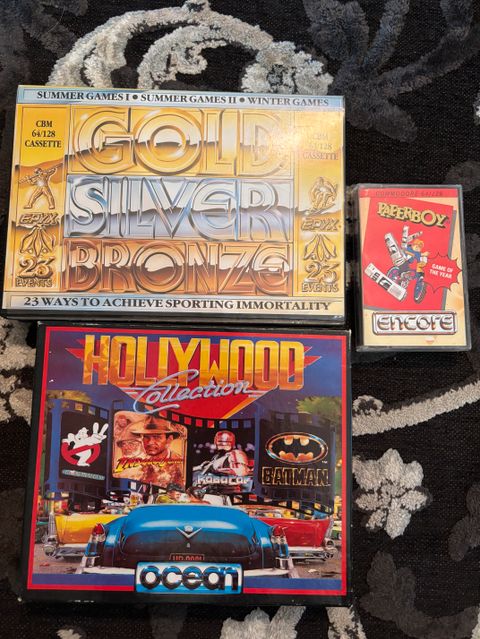 SUMMER GAMES I • SUMMER GAMES II • WINTER GAMES
CBM
64/128
CASSETTE
GOLD
SILVER
BRONZE
CBM
64/128
CASSETTE
EPYX
23
EVENTS
EPYX
23
EVENTS
23 WAYS TO ACHIEVE SPORTING IMMORTALITY
COMMODORE 64/128
PAPERBOY
GAME OF
THE YEAR
encore
HOLLYWOOD
Collection
ROBOCOP
BATMAN
ocean